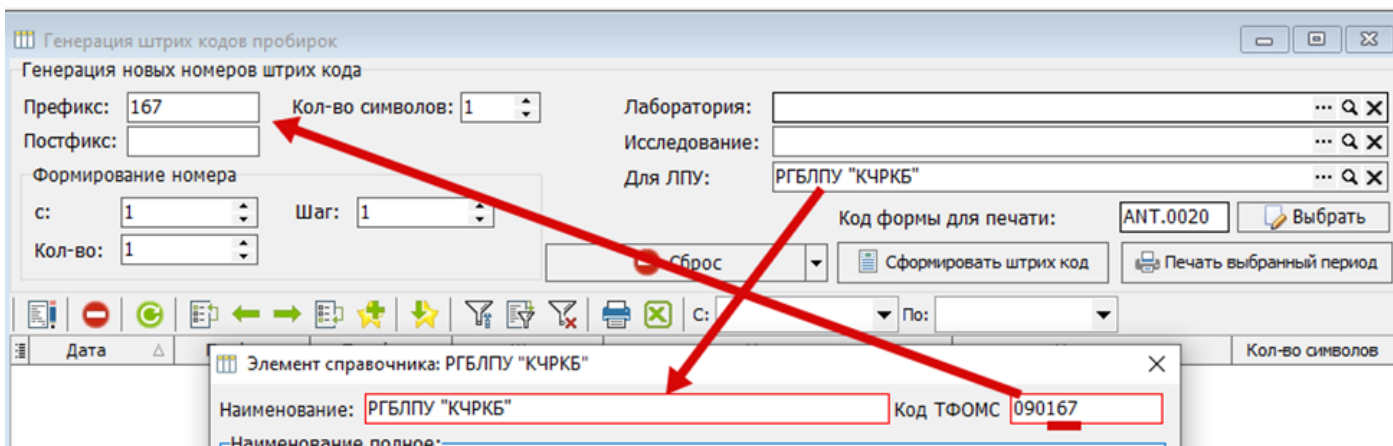 Генерация штрих кодов пробирок
Генерация новых номеров штрих кода
Префикс: 167 Кол-во символов: 1 Лаборатория:
Постфикс: Исследование:
Формирование номера Для ЛПУ: РГБЛПУ "КЧРКБ"
с: 1 Шаг: 1 Код формы для печати: ANT.0020 Выбрать
Кол-во: 1 Сброс Сформировать штрих код Печать выбранный период
С: По:
Дата Кол-во символов
Элемент справочника: РГБЛПУ "КЧРКБ"
Наименование: РГБЛПУ "КЧРКБ" Код ТФОМС 090167
Наименование полное: